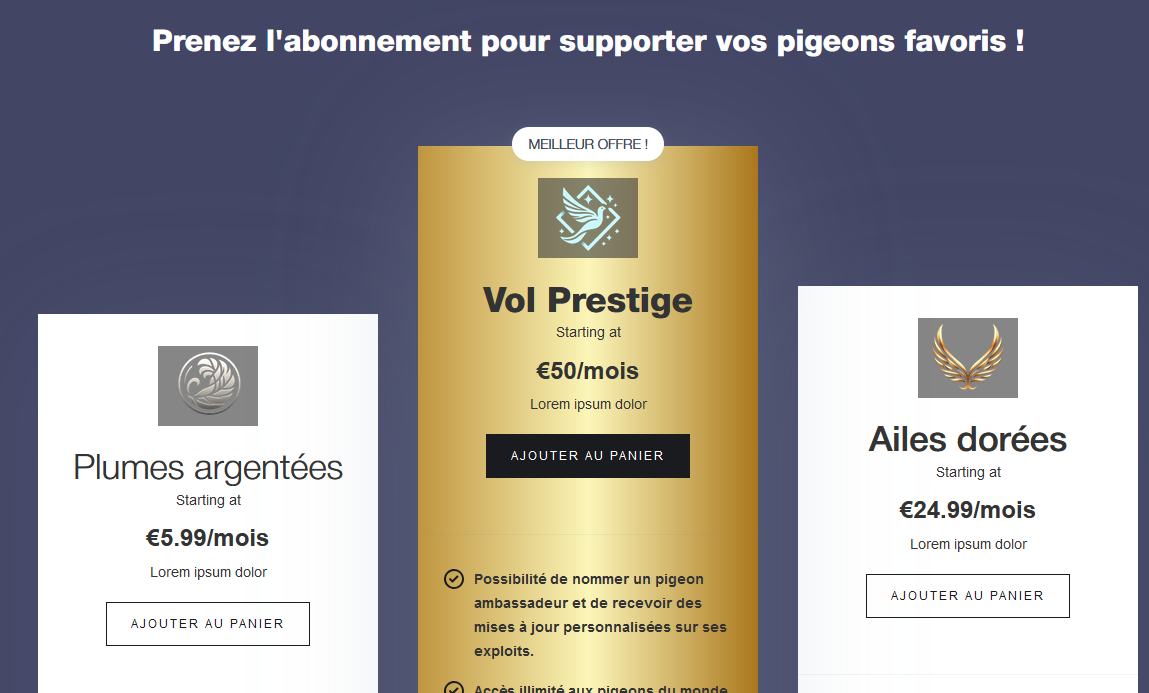 Prenez l'abonnement pour supporter vos pigeons favoris !
MEILLEUR OFFRE !
Vol Prestige
Starting at
€50/mois
Lorem ipsum dolor
AJOUTER AU PANIER
Possibilité de nommer un pigeon
ambassadeur et de recevoir des
mises à jour personnalisées sur ses
exploits.
Accès illimité aux pigeons du monde
Plumes argentées
Starting at
€5.99/mois
Lorem ipsum dolor
AJOUTER AU PANIER
Ailes dorées
Starting at
€24.99/mois
Lorem ipsum dolor
AJOUTER AU PANIER